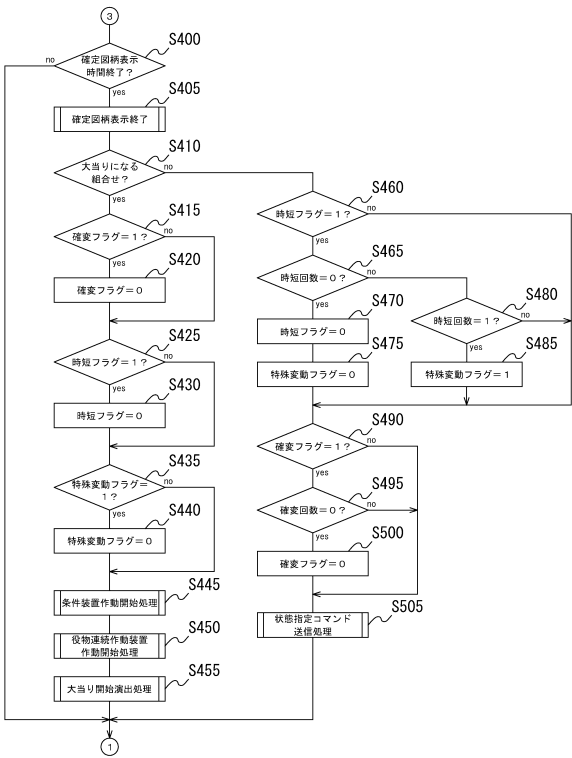 3
S400
確定図柄表示
時間終了？
no
yes
S405
確定図柄表示終了
S410
大当りになる
組合せ？
no
yes
S415
確変フラグ＝１？
no
yes
S420
確変フラグ＝０
S425
時短フラグ＝１？
no
yes
S430
時短フラグ＝０
S435
特殊変動フラグ＝
１？
no
yes
S440
特殊変動フラグ＝０
S445
条件装置作動開始処理
S450
役物連続作動装置
作動開始処理
S455
大当り開始演出処理
1
S460
時短フラグ＝１？
no
yes
S465
時短回数＝０？
no
yes
S470
時短フラグ＝０
S475
特殊変動フラグ＝０
S480
時短回数＝１？
no
yes
S485
特殊変動フラグ＝１
S490
確変フラグ＝１？
no
yes
S495
確変回数＝０？
no
yes
S500
確変フラグ＝０
S505
状態指定コマンド
送信処理